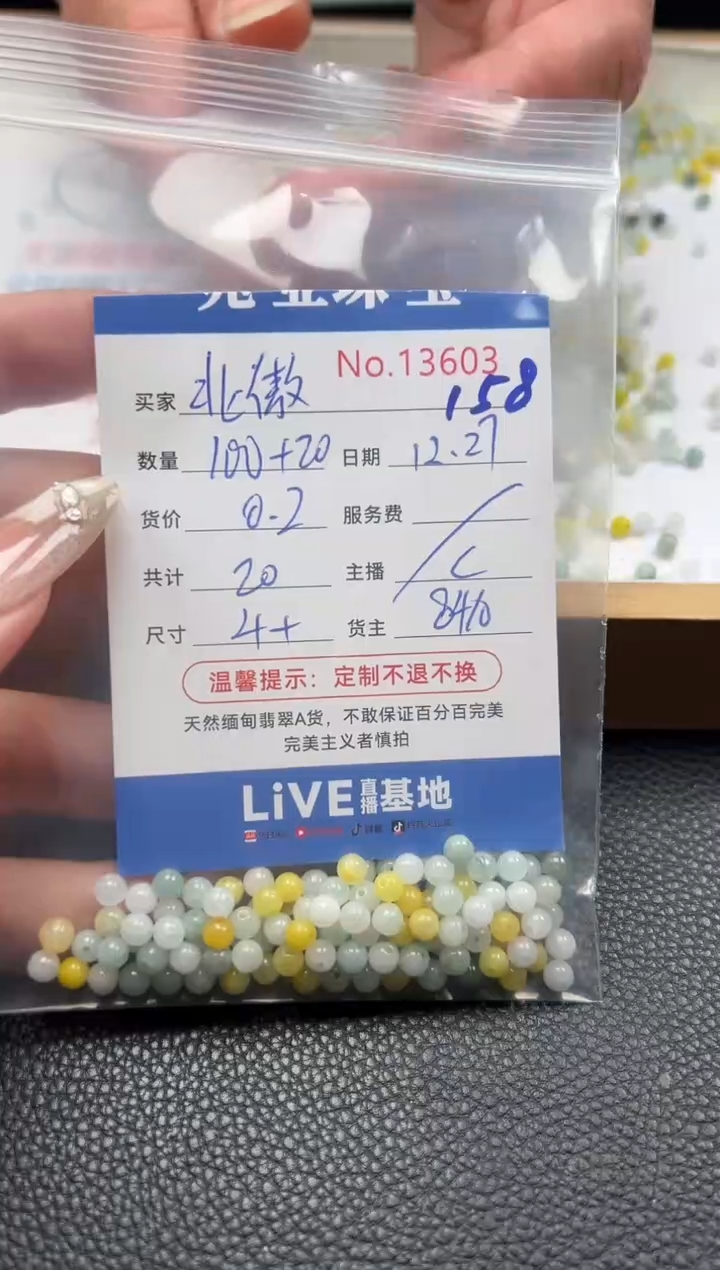 No.13603
买家 北傲 158
数量 100+20 日期 12.27
货价 0.2 服务费 /
共计 20 主播 C
尺寸 4+ 货主
温馨提示：定制不退不换
天然缅甸翡翠A货，不敢保证百分百完美
完美主义者慎拍
LiVE直播基地